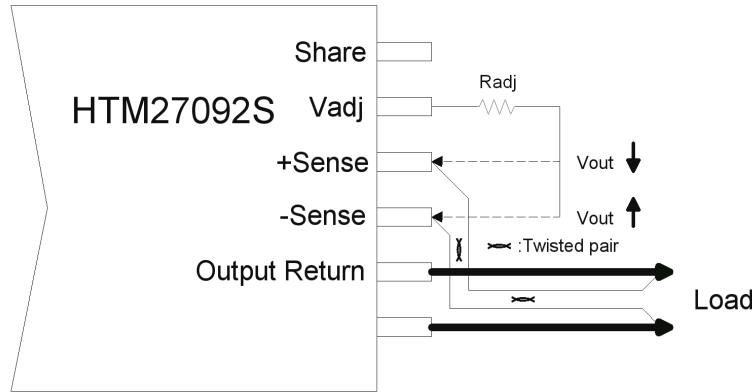 Share
Radj
HTM27092S
Vadj
+Sense
Vout
-Sense
Vout
:Twisted pair
Output Return
Load